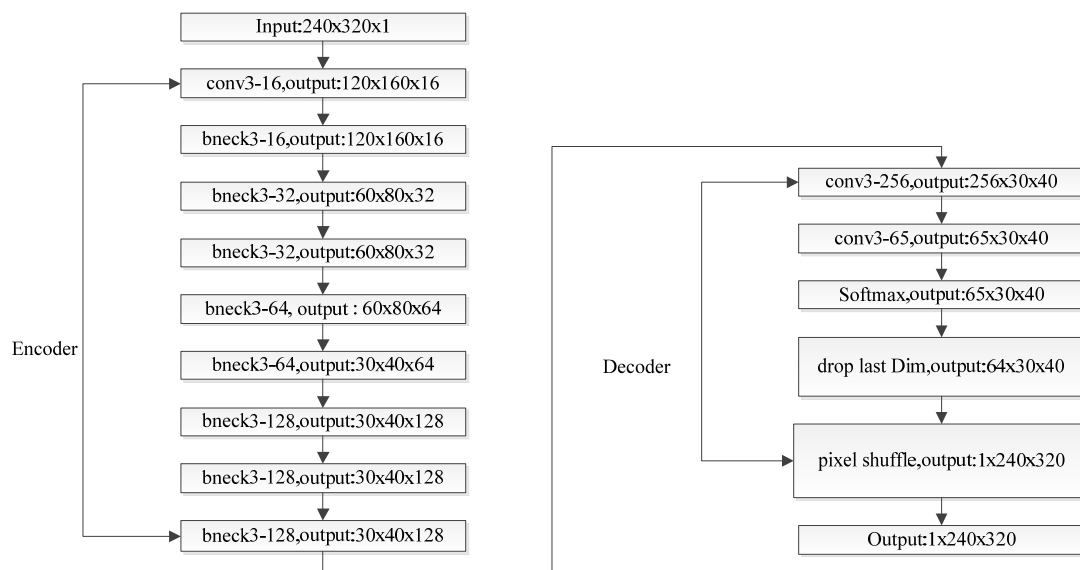 Input:240x320x1
conv3-16,output:120x160x16
bneck3-16,output:120x160x16
bneck3-32,output:60x80x32
bneck3-32,output:60x80x32
bneck3-64, output : 60x80x64
Encoder
bneck3-64,output:30x40x64
bneck3-128,output:30x40x128
bneck3-128,output:30x40x128
bneck3-128,output:30x40x128
conv3-256,output:256x30x40
conv3-65,output:65x30x40
Softmax,output:65x30x40
Decoder
drop last Dim,output:64x30x40
pixel shuffle,output:1x240x320
Output:1x240x320